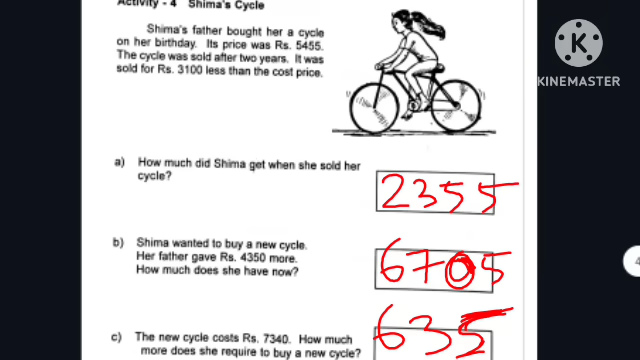 Activity - 4 Shima's Cycle
Shima's father bought her a cycle
on her birthday. Its price was Rs. 5455.
The cycle was sold after two years. It was
sold for Rs. 3100 less than the cost price.
KINEMASTER
a) How much did Shima get when she sold her
cycle?
2355
b) Shima wanted to buy a new cycle.
Her father gave Rs. 4350 more.
How much does she have now?
6705
c) The new cycle costs Rs. 7340. How much
more does she require to buy a new cycle?
635
4